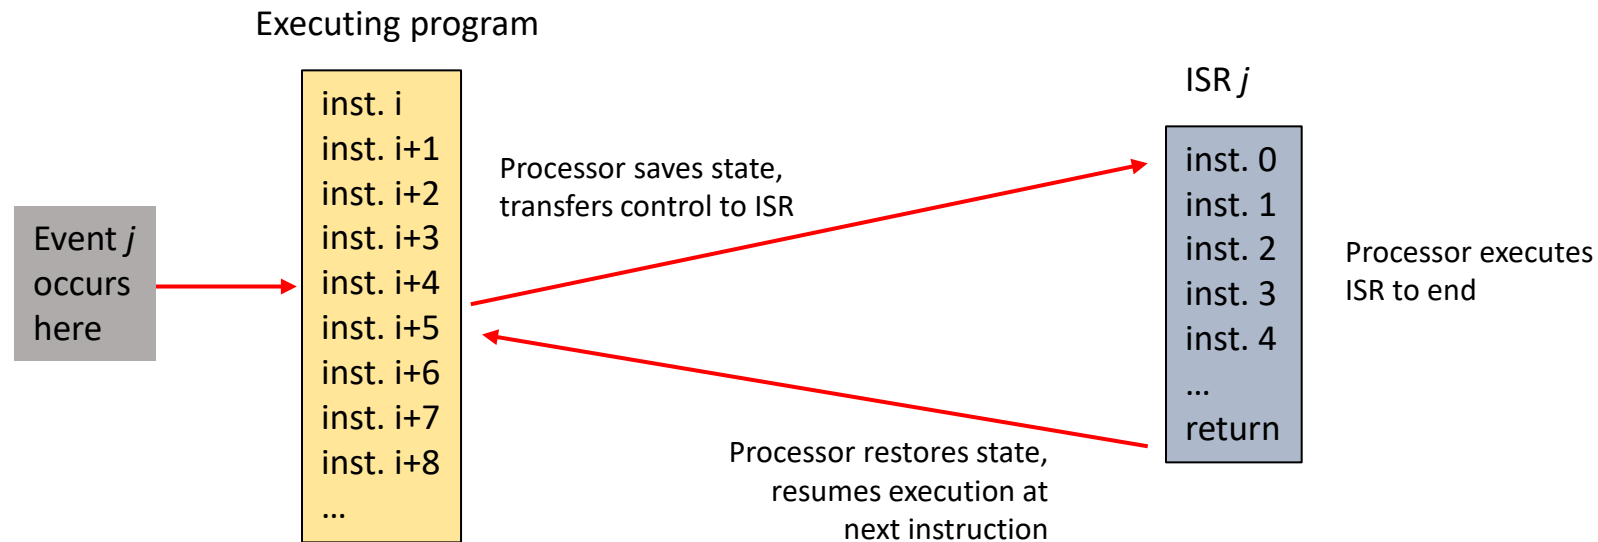 Executing program
inst. i
inst. i+1
inst. i+2
inst. i+3
inst. i+4
inst. i+5
inst. i+6
inst. i+7
inst. i+8
...
Event j
occurs
here
Processor saves state,
transfers control to ISR
ISR j
inst. 0
inst. 1
inst. 2
inst. 3
inst. 4
...
return
Processor executes
ISR to end
Processor restores state,
resumes execution at
next instruction